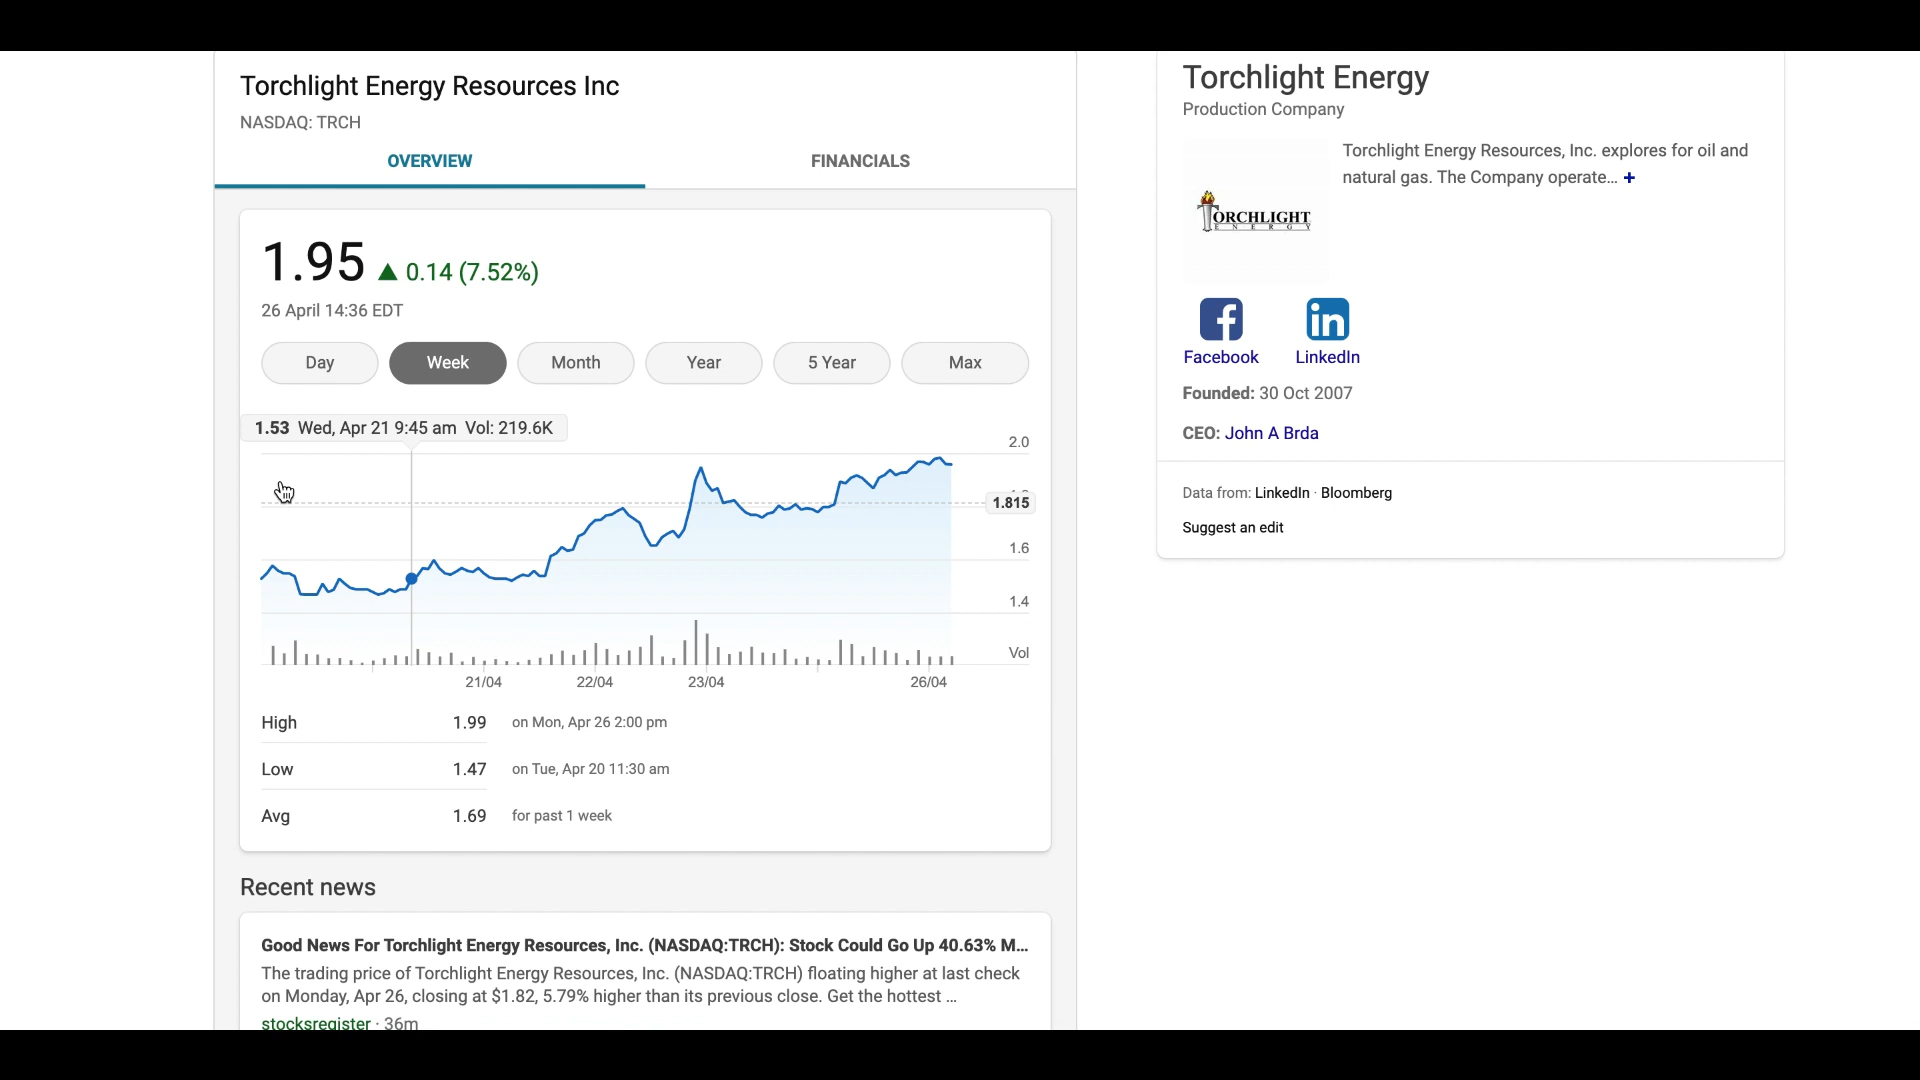 Torchlight Energy Resources Inc
NASDAQ: TRCH
OVERVIEW
FINANCIALS
1.95 ▲ 0.14 (7.52%)
26 April 14:36 EDT
Day
Week
Month
Year
5 Year
Max
1.53 Wed, Apr 21 9:45 am Vol: 219.6K
2.0
1.815
1.6
1.4
Vol
21/04
22/04
23/04
26/04
High 1.99 on Mon, Apr 26 2:00 pm
Low 1.47 on Tue, Apr 20 11:30 am
Avg 1.69 for past 1 week
Recent news
Good News For Torchlight Energy Resources, Inc. (NASDAQ:TRCH): Stock Could Go Up 40.63% M...
The trading price of Torchlight Energy Resources, Inc. (NASDAQ:TRCH) floating higher at last check
on Monday, Apr 26, closing at $1.82, 5.79% higher than its previous close. Get the hottest ...
stocksregister · 36m
Torchlight Energy
Production Company
Torchlight Energy Resources, Inc. explores for oil and
natural gas. The Company operate... +
TORCHLIGHT
ENERGY
Facebook
LinkedIn
Founded: 30 Oct 2007
CEO: John A Brda
Data from: LinkedIn · Bloomberg
Suggest an edit